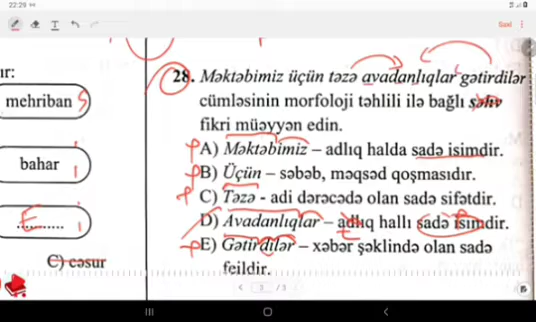 22:29
Saxl
ır:
mehriban S
bahar i
E i
C) cəsur
28. Məktəbimiz üçün təzə avadanlıqlar gətirdilər
cümləsinin morfoloji təhlili ilə bağlı səhv
fikri müəyyən edin.
A) Məktəbimiz – adlıq halda sadə isimdir.
B) Üçün – səbəb, məqsəd qoşmasıdır.
C) Təzə - adi dərəcədə olan sadə sifətdir.
D) Avadanlıqlar – adlıq hallı sadə isimdir.
E) Gətirdilər – xəbər şəklində olan sadə
feildir.
3 / 3